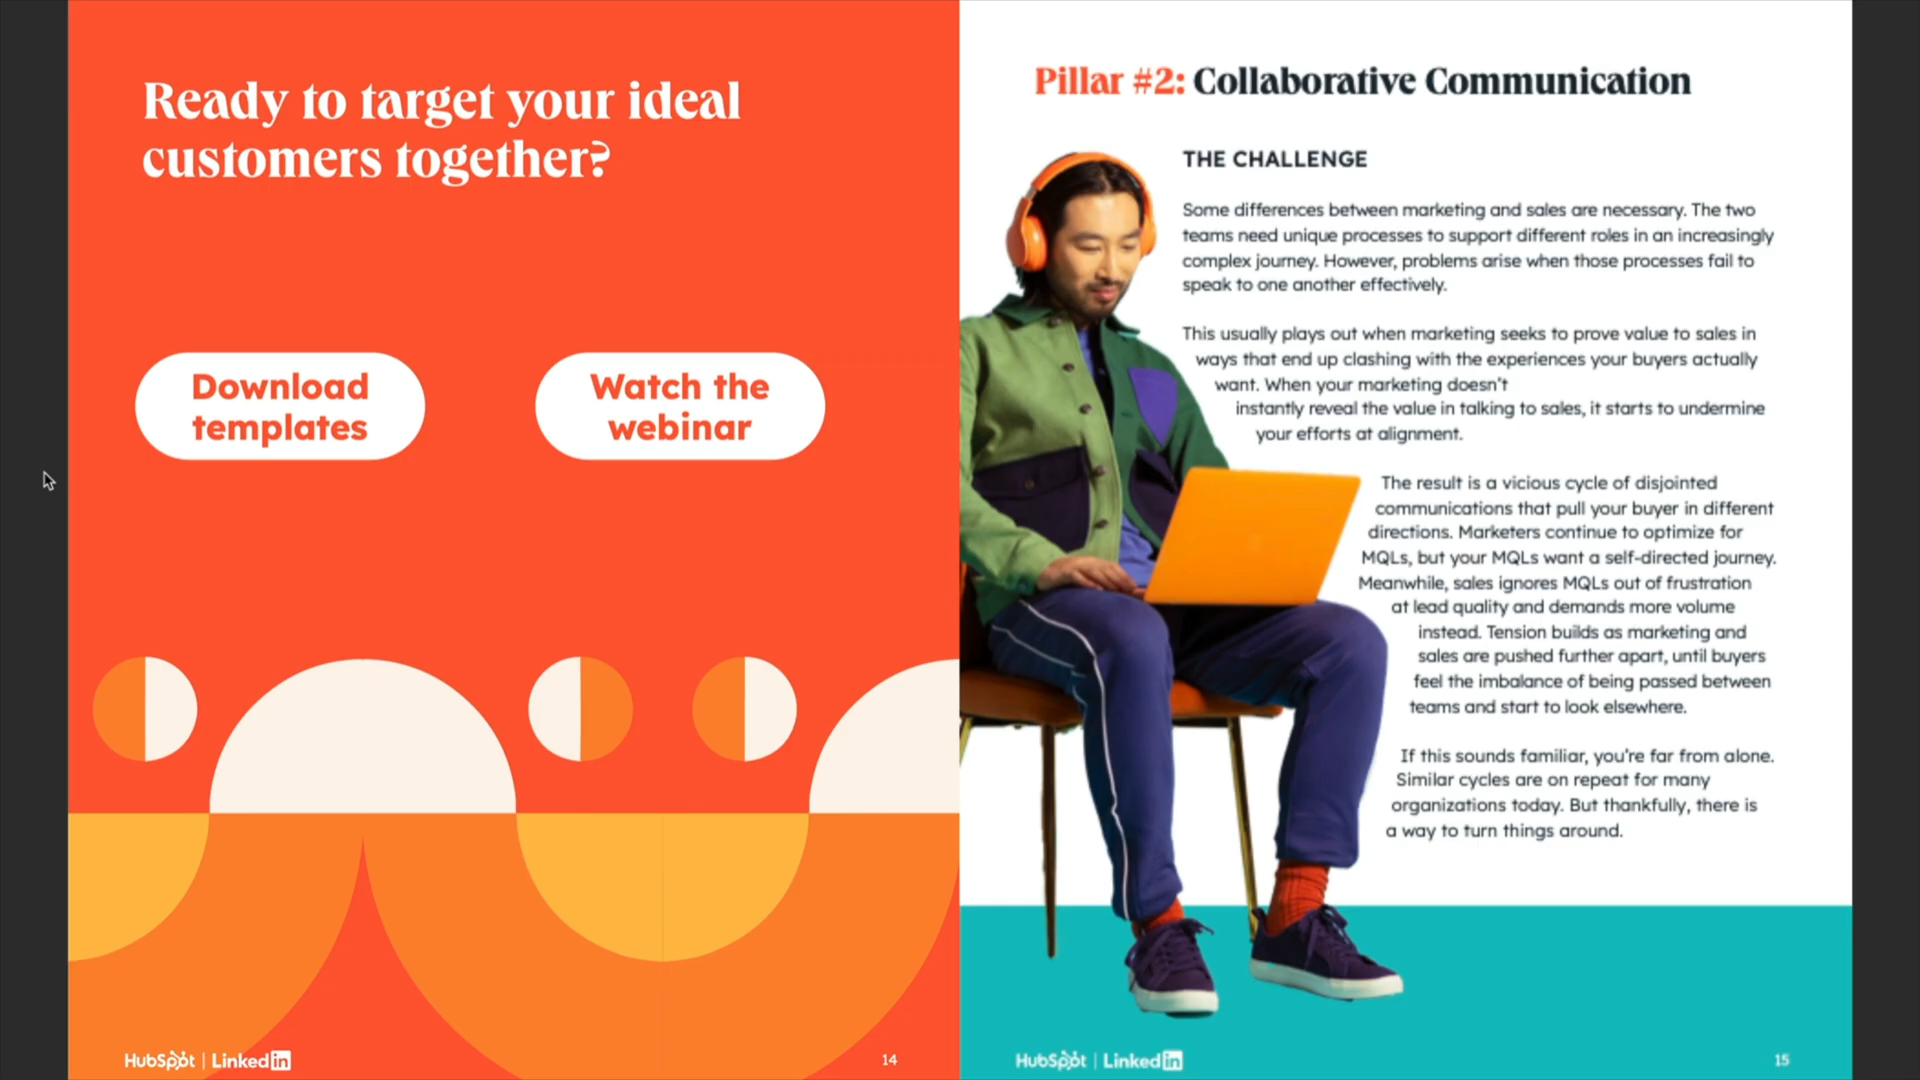 Ready to target your ideal
customers together?
Download
templates
Watch the
webinar
HubSpot | Linked in
14
Pillar #2: Collaborative Communication
THE CHALLENGE
Some differences between marketing and sales are necessary. The two
teams need unique processes to support different roles in an increasingly
complex journey. However, problems arise when those processes fail to
speak to one another effectively.
This usually plays out when marketing seeks to prove value to sales in
ways that end up clashing with the experiences your buyers actually
want. When your marketing doesn't
instantly reveal the value in talking to sales, it starts to undermine
your efforts at alignment.
The result is a vicious cycle of disjointed
communications that pull your buyer in different
directions. Marketers continue to optimize for
MQLs, but your MQLs want a self-directed journey.
Meanwhile, sales ignores MQLs out of frustration
at lead quality and demands more volume
instead. Tension builds as marketing and
sales are pushed further apart, until buyers
feel the imbalance of being passed between
teams and start to look elsewhere.
If this sounds familiar, you're far from alone.
Similar cycles are on repeat for many
organizations today. But thankfully, there is
a way to turn things around.
HubSpot | Linked in
15